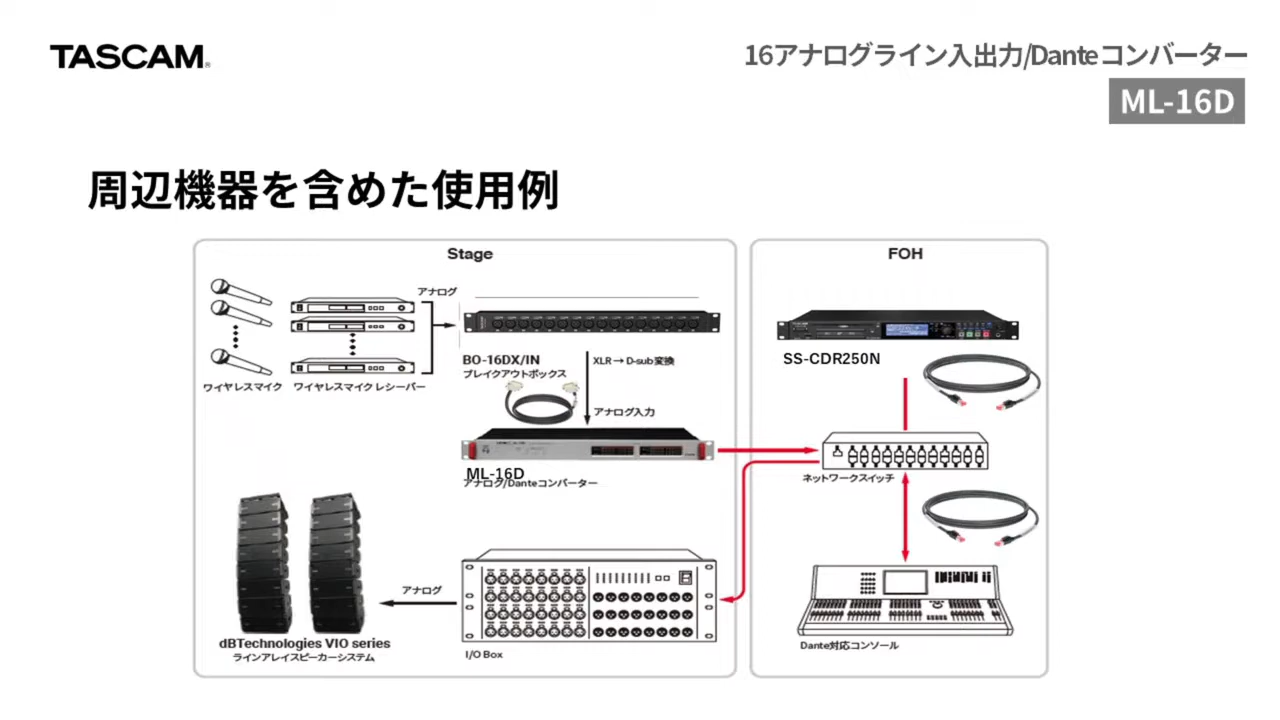 TASCAM
16アナログライン入出力/Danteコンバーター
ML-16D
周辺機器を含めた使用例
Stage
FOH
アナログ
BO-16DX/IN
ブレイクアウトボックス
XLR → D-sub変換
SS-CDR250N
ワイヤレスマイク
ワイヤレスマイク レシーバー
アナログ入力
ML-16D
アナログ/Danteコンバーター
ネットワークスイッチ
アナログ
dBTechnologies VIO series
ラインアレイスピーカーシステム
I/O Box
Dante対応コンソール